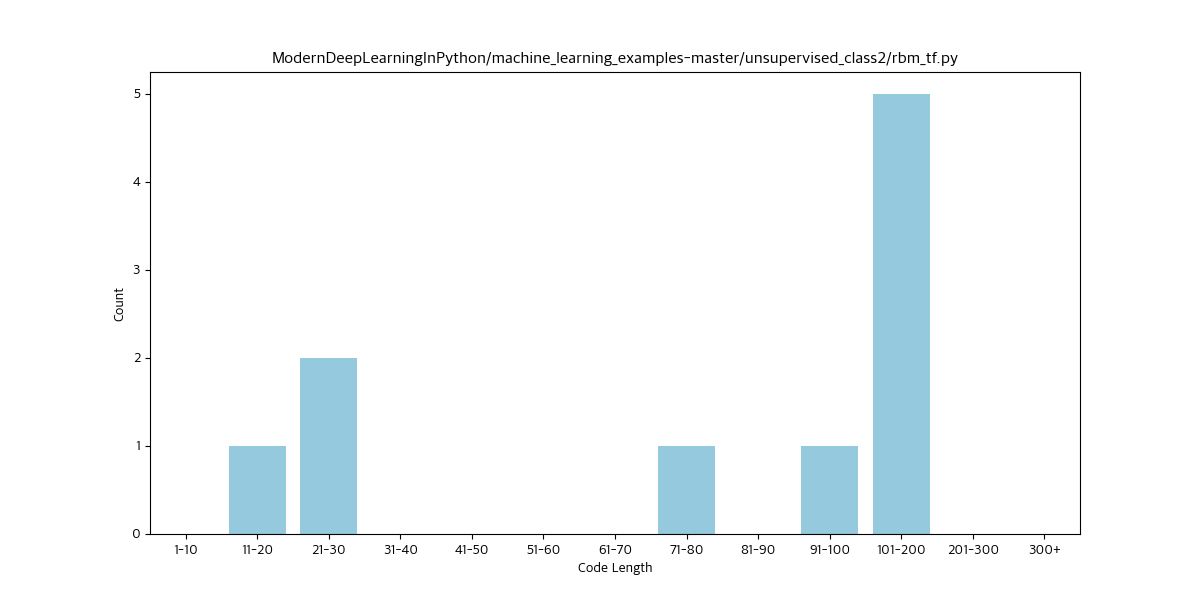 ModernDeepLearningInPython/machine_learning_examples-master/unsupervised_class2/rbm_tf.py
5
4
3
2
1
0
Count
1-10 11-20 21-30 31-40 41-50 51-60 61-70 71-80 81-90 91-100 101-200 201-300 300+
Code Length